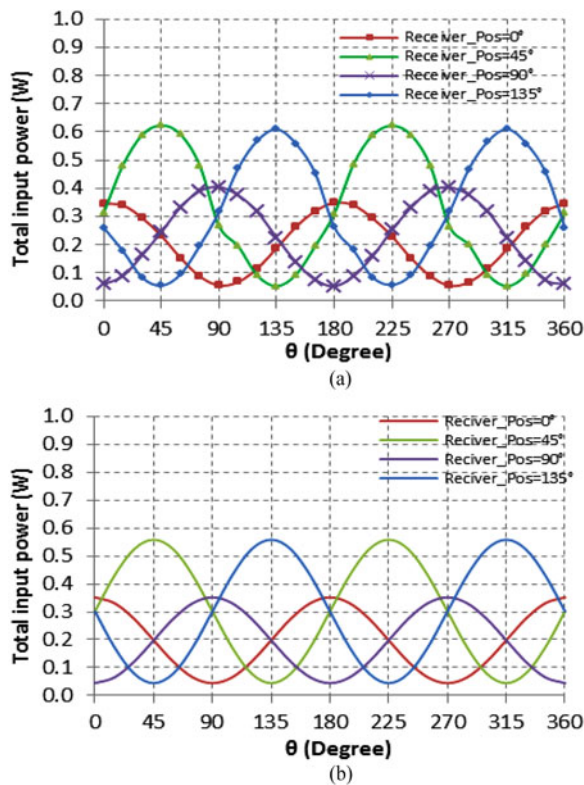 Total input power (W)
1.0
0.9
0.8
0.7
0.6
0.5
0.4
0.3
0.2
0.1
0.0
Receiver_Pos=0°
Receiver_Pos=45°
Receiver_Pos=90°
Receiver_Pos=135°
0 45 90 135 180 225 270 315 360
θ (Degree)
(a)
Total input power (W)
1.0
0.9
0.8
0.7
0.6
0.5
0.4
0.3
0.2
0.1
0.0
Reciver_Pos=0°
Reciver_Pos=45°
Reciver_Pos=90°
Reciver_Pos=135°
0 45 90 135 180 225 270 315 360
θ (Degree)
(b)